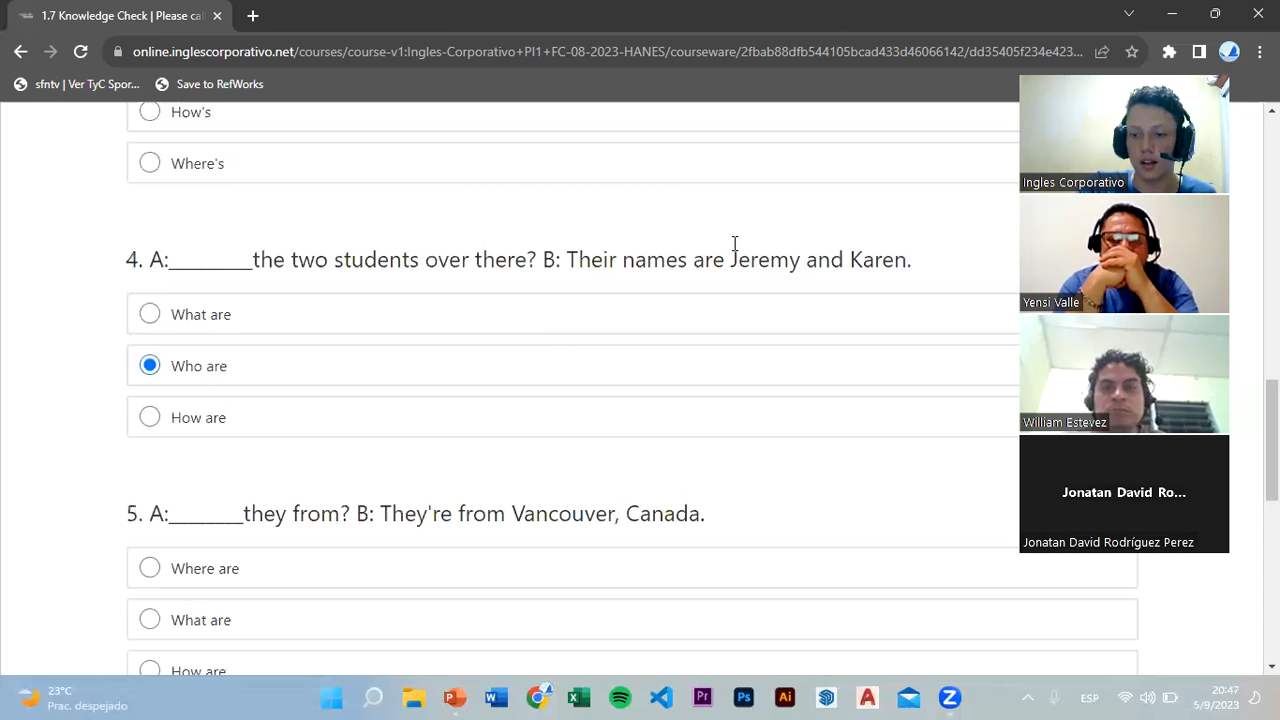 1.7 Knowledge Check | Please cal
online.inglescorporativo.net/courses/course-v1:Ingles-Corporativo+PI1+FC-08-2023-HANES/courseware/2fbab88dfb544105bcad433d46066142/dd35405f234e423...
sfntv | Ver TyC Spor...
Save to RefWorks
How's
Where's
4. A:________the two students over there? B: Their names are Jeremy and Karen.
What are
Who are
How are
5. A:_______they from? B: They're from Vancouver, Canada.
Where are
What are
How are
Ingles Corporativo
Yensi Valle
William Estevez
Jonatan David Ro...
Jonatan David Rodríguez Perez
23°C
Prac. despejado
ESP
20:47
5/9/2023